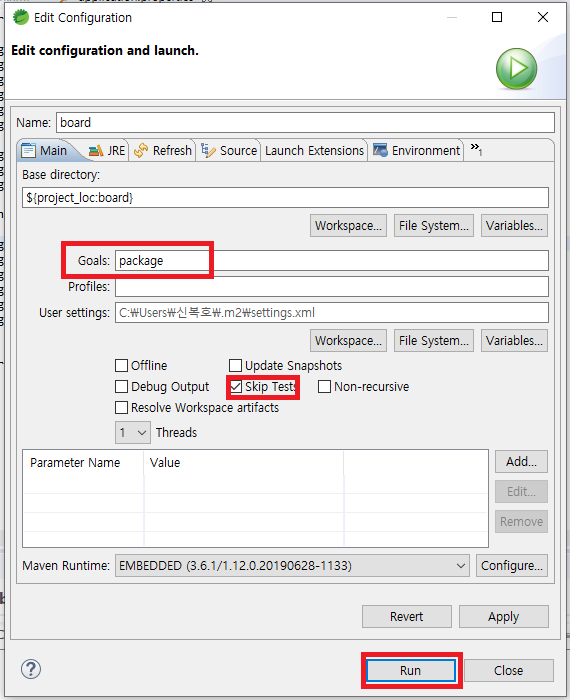 Edit Configuration
Edit configuration and launch.
Name: board
Main JRE Refresh Source Launch Extensions Environment »1
Base directory:
${project_loc:board}
Workspace... File System... Variables...
Goals: package
Profiles:
User settings: C:₩Users₩신복호₩.m2₩settings.xml
Workspace... File System... Variables...
Offline Update Snapshots
Debug Output Skip Tests Non-recursive
Resolve Workspace artifacts
1 Threads
Parameter Name Value
Add...
Edit...
Remove
Maven Runtime: EMBEDDED (3.6.1/1.12.0.20190628-1133) Configure...
Revert Apply
? Run Close